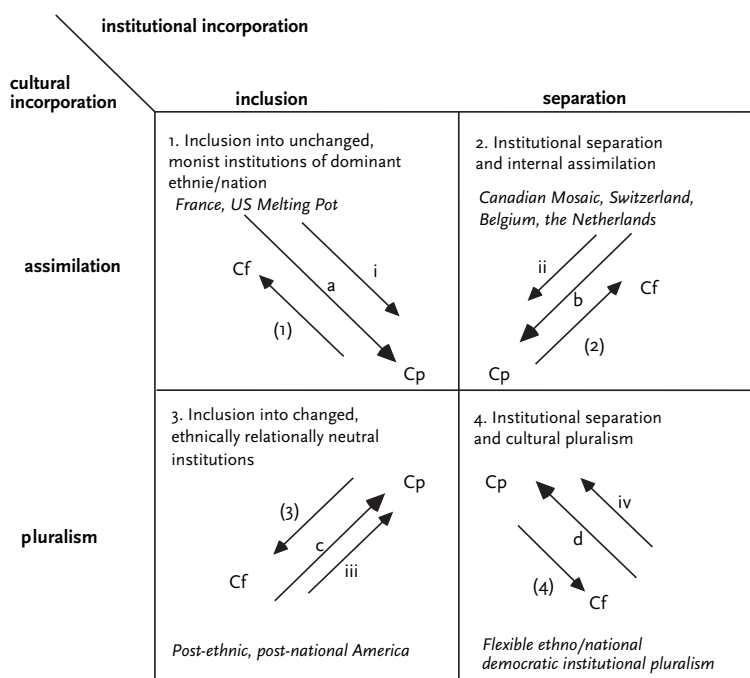 institutional incorporation
cultural
incorporation
inclusion
separation
1. Inclusion into unchanged,
monist institutions of dominant
ethnie/nation
France, US Melting Pot
2. Institutional separation
and internal assimilation
Canadian Mosaic, Switzerland,
Belgium, the Netherlands
assimilation
Cf
i
a
(1)
Cp
ii
Cf
b
(2)
Cp
3. Inclusion into changed,
ethnically relationally neutral
institutions
4. Institutional separation
and cultural pluralism
pluralism
Cp
(3)
c
iii
Cf
Cp
iv
d
(4)
Cf
Post-ethnic, post-national America
Flexible ethno/national
democratic institutional pluralism